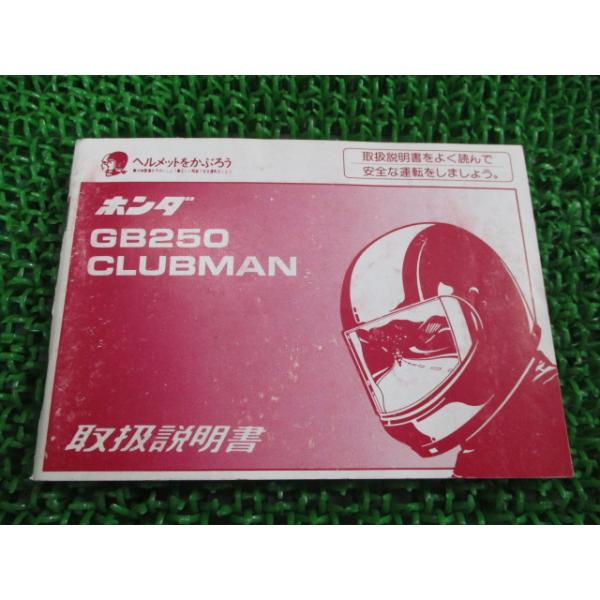 ヘルメットをかぶろう
取扱説明書をよく読んで
安全な運転をしましょう。
ホンダ
GB250
CLUBMAN
取扱説明書